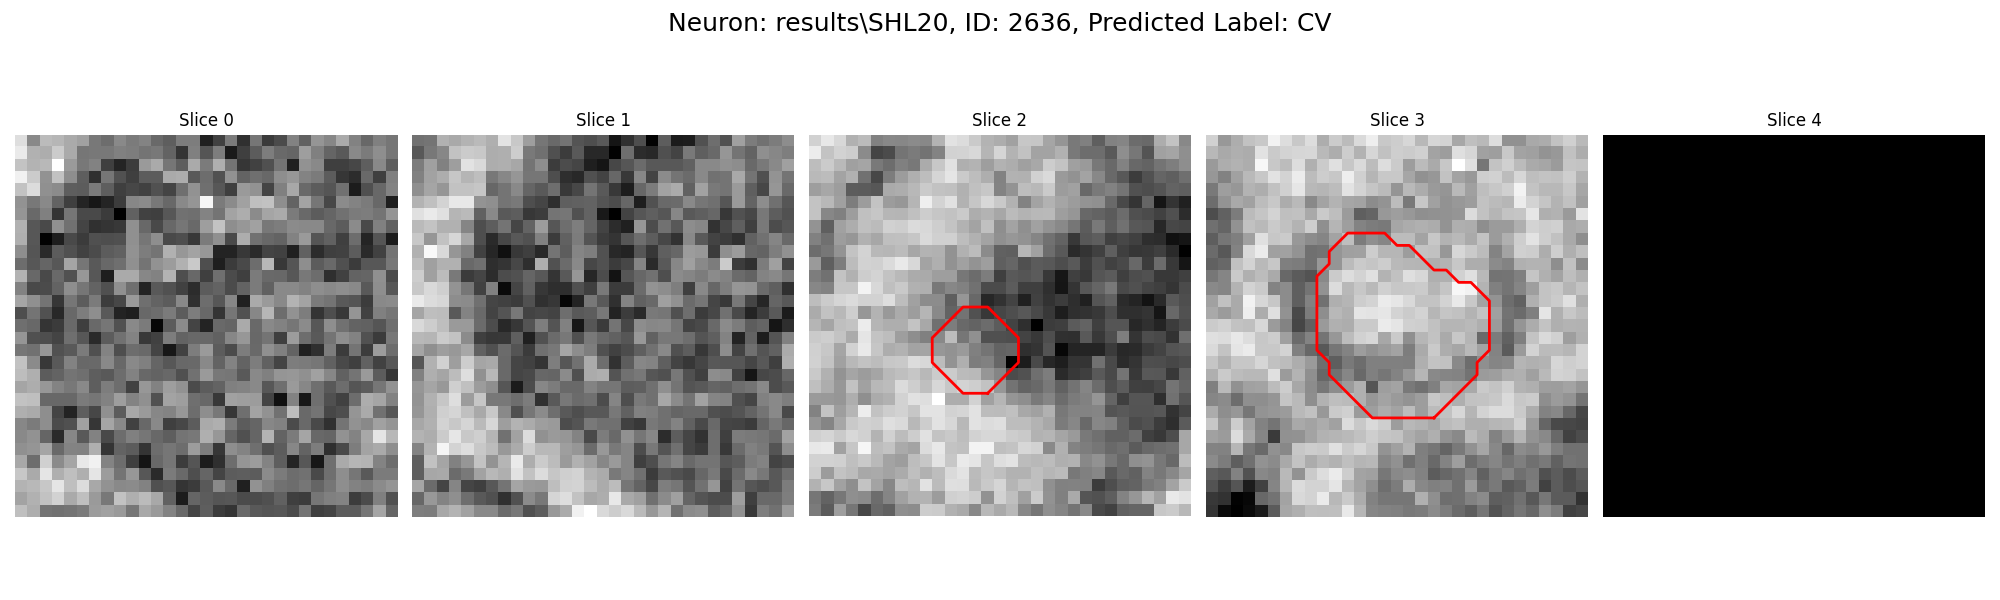 Neuron: results\SHL20, ID: 2636, Predicted Label: CV
Slice 0
Slice 1
Slice 2
Slice 3
Slice 4